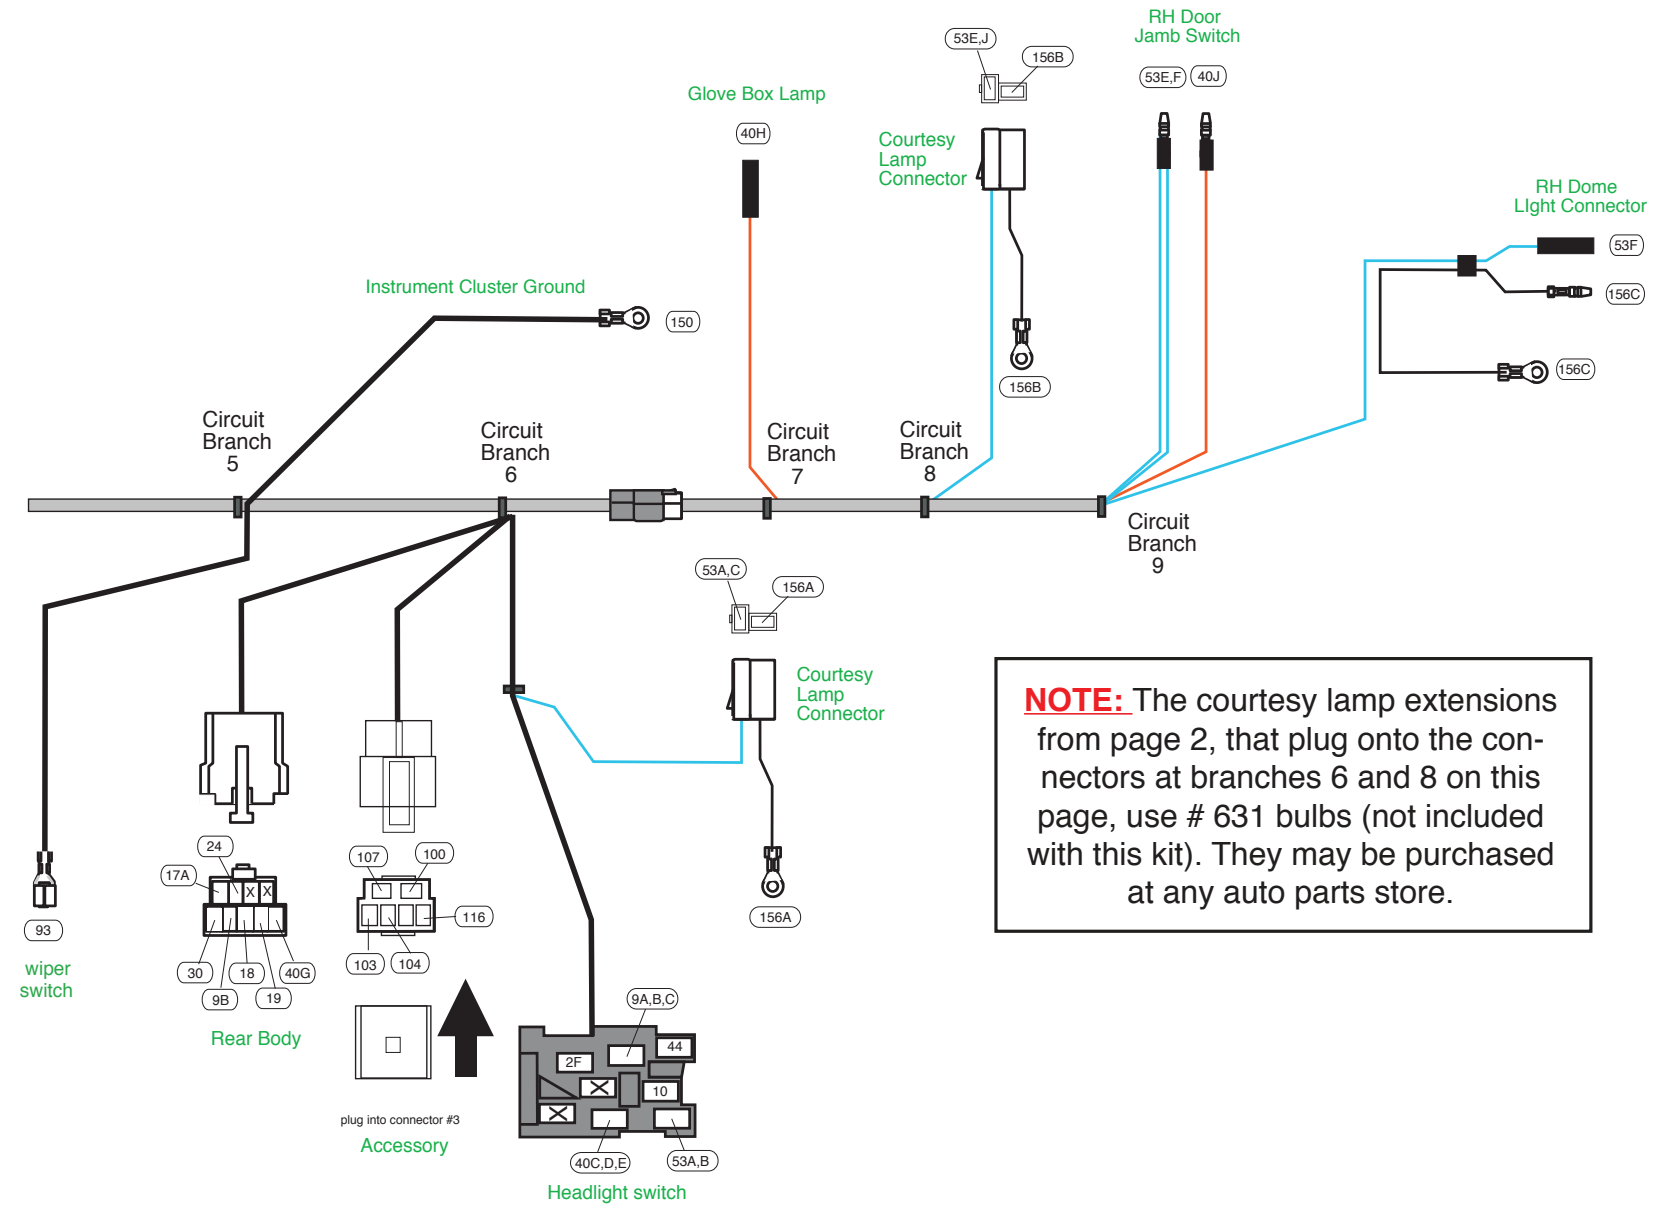 RH Door
Jamb Switch
53E,J
156B
53E,F
40J
Glove Box Lamp
40H
Courtesy
Lamp
Connector
RH Dome
LIght Connector
53F
156C
156C
Instrument Cluster Ground
150
156B
Circuit
Branch
5
Circuit
Branch
6
Circuit
Branch
7
Circuit
Branch
8
Circuit
Branch
9
53A,C
156A
Courtesy
Lamp
Connector
156A
NOTE: The courtesy lamp extensions
from page 2, that plug onto the con-
nectors at branches 6 and 8 on this
page, use # 631 bulbs (not included
with this kit). They may be purchased
at any auto parts store.
93
wiper
switch
24
17A
X X
30
9B
18
19
40G
Rear Body
107
100
116
103
104
plug into connector #3
Accessory
9A,B,C
44
2F
10
40C,D,E
53A,B
Headlight switch